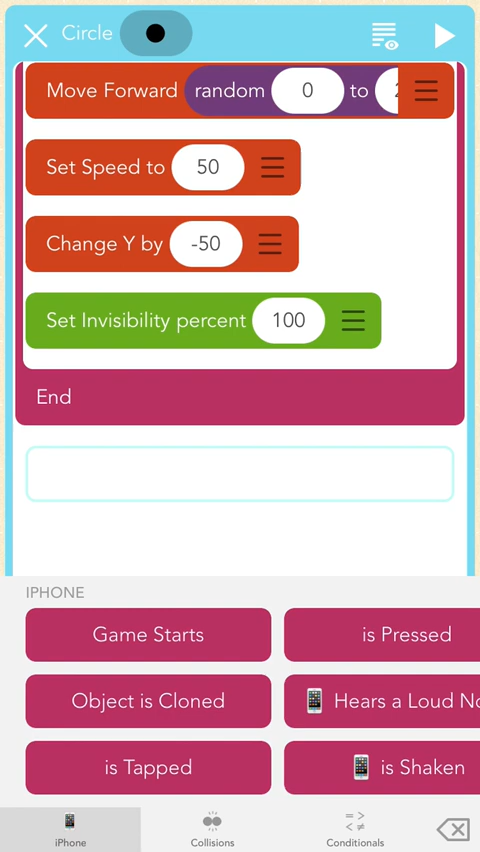 Circle
Move Forward random 0 to
Set Speed to 50
Change Y by -50
Set Invisibility percent 100
End
IPHONE
Game Starts
is Pressed
Object is Cloned
Hears a Loud
is Tapped
is Shaken
iPhone
Collisions
Conditionals